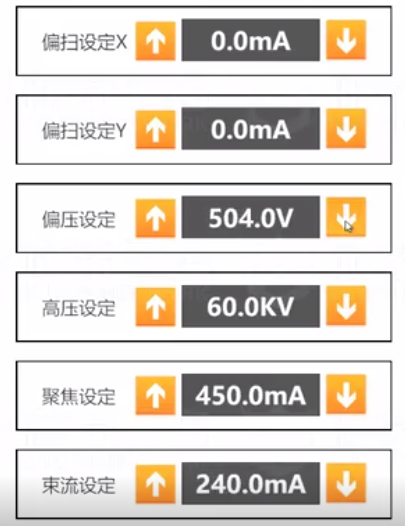 偏扫设定X 0.0mA
偏扫设定Y 0.0mA
偏压设定 504.0V
高压设定 60.0KV
聚焦设定 450.0mA
束流设定 240.0mA